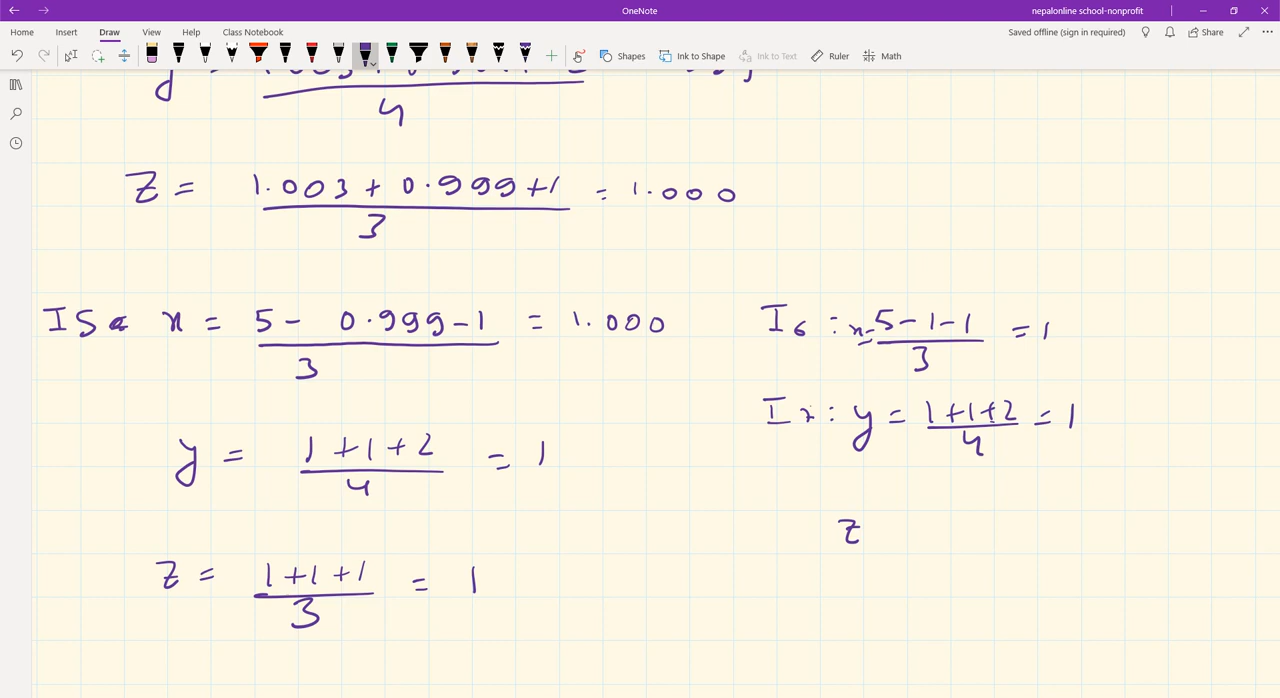 OneNote
nepalonline school-nonprofit
Home Insert Draw View Help Class Notebook
Saved offline (sign in required) Share
Shapes Ink to Shape Ink to Text Ruler Math
y =
4
Z = 1.003 + 0.999 + 1 = 1.000
3
I5 x = 5 - 0.999 - 1 = 1.000
3
y = 1 + 1 + 2 = 1
4
Z = 1 + 1 + 1 = 1
3
I6 : x = 5 - 1 - 1 = 1
3
I : y = 1 + 1 + 2 = 1
4
Z